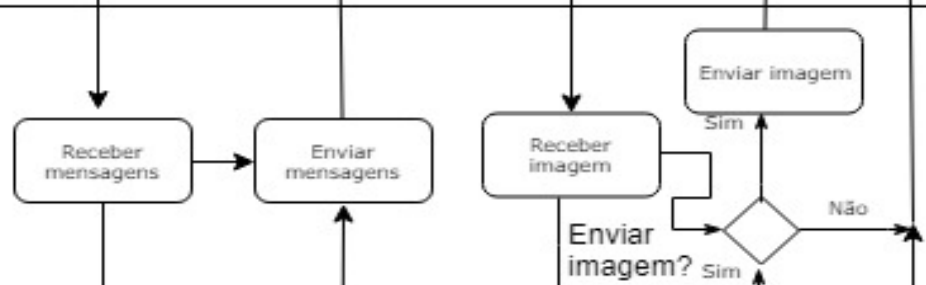 Enviar imagem
Sim
Receber
mensagens
Enviar
mensagens
Receber
imagem
Não
Enviar
imagem?
Sim